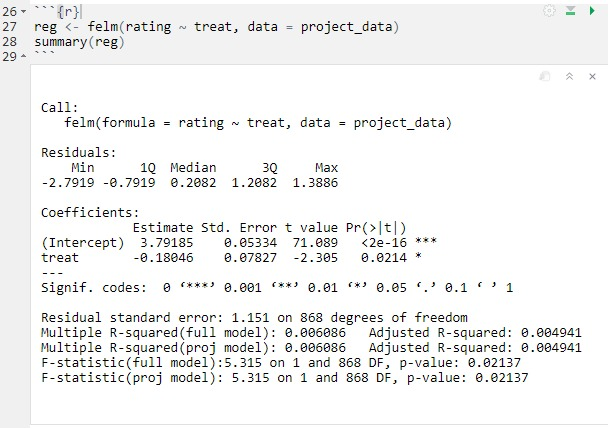 26 ```{r}
27 reg <- felm(rating ~ treat, data = project_data)
28 summary(reg)
29 ```
Call:
felm(formula = rating ~ treat, data = project_data)
Residuals:
Min 1Q Median 3Q Max
-2.7919 -0.7919 0.2082 1.2082 1.3886
Coefficients:
Estimate Std. Error t value Pr(>|t|)
(Intercept) 3.79185 0.05334 71.089 <2e-16 ***
treat -0.18046 0.07827 -2.305 0.0214 *
---
Signif. codes: 0 ‘***’ 0.001 ‘**’ 0.01 ‘*’ 0.05 ‘.’ 0.1 ‘ ’ 1
Residual standard error: 1.151 on 868 degrees of freedom
Multiple R-squared(full model): 0.006086 Adjusted R-squared: 0.004941
Multiple R-squared(proj model): 0.006086 Adjusted R-squared: 0.004941
F-statistic(full model):5.315 on 1 and 868 DF, p-value: 0.02137
F-statistic(proj model): 5.315 on 1 and 868 DF, p-value: 0.02137